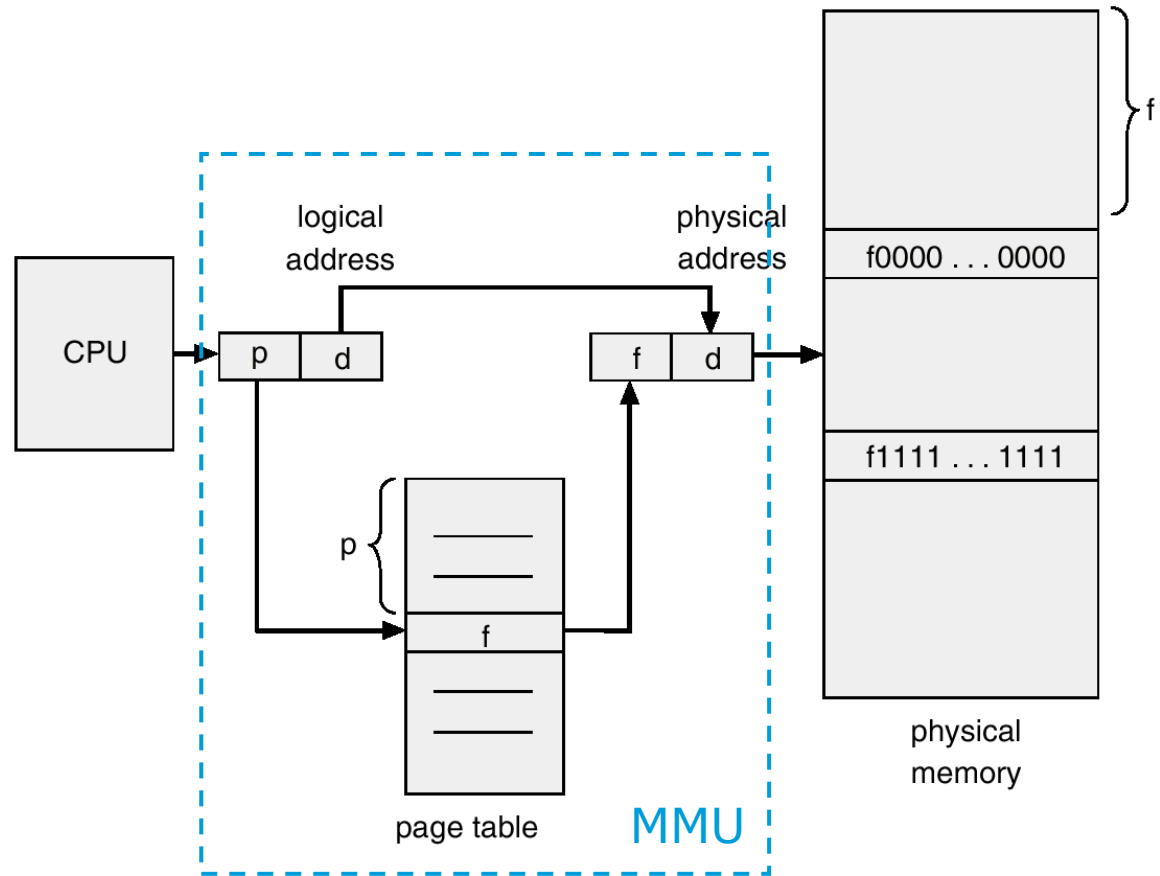 f
logical
address
physical
address
f0000 . . . 0000
CPU
p
d
f
d
f1111 . . . 1111
p
f
physical
memory
page table
MMU